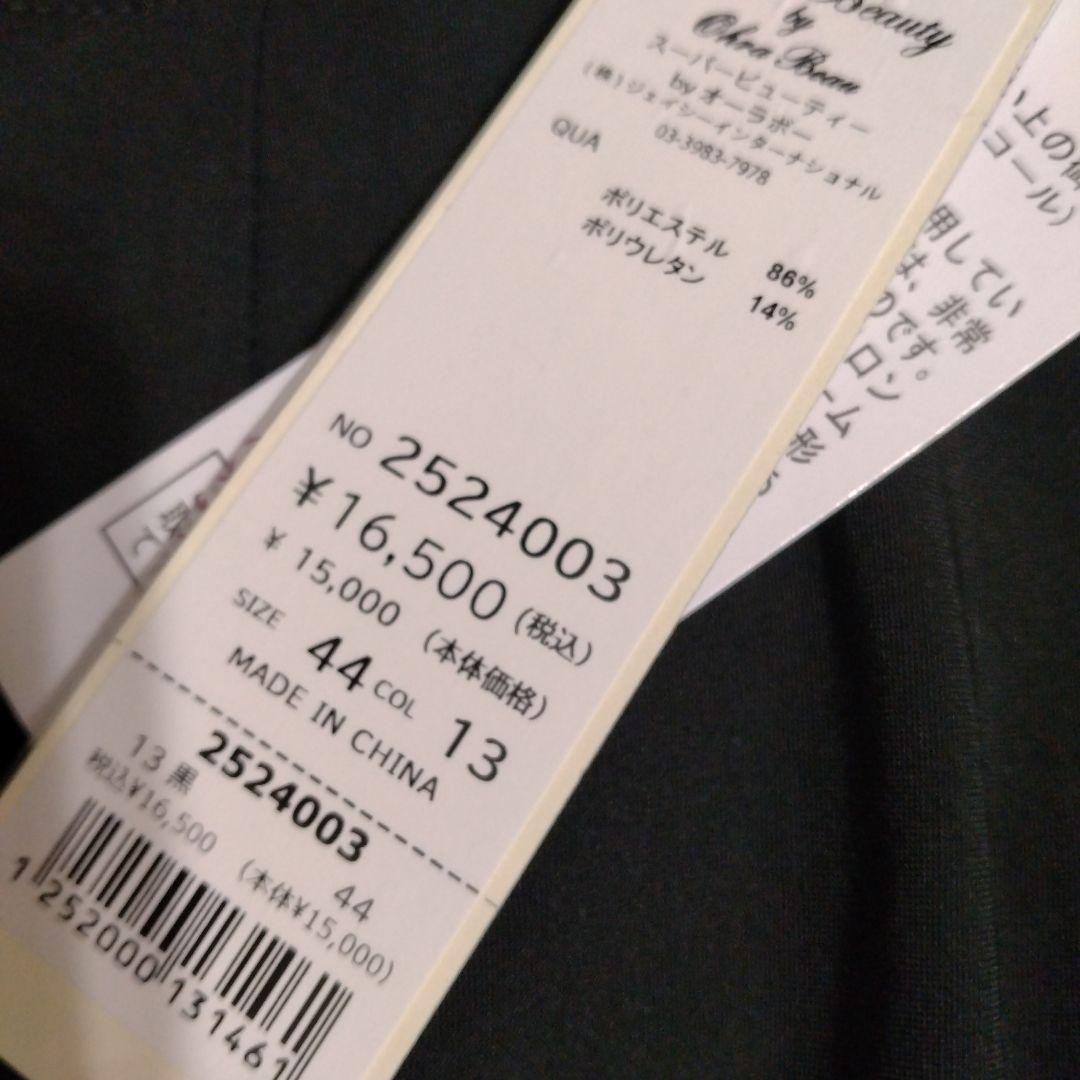 Beauty
by
Ohra Beau
スーパービューティー
byオーラボー
(株)ジェイシーインターナショナル
03-3983-7978
QUA
ポリエステル 86%
ポリウレタン 14%
NO 2524003
¥16,500 (税込)
¥ 15,000 (本体価格)
SIZE 44 COL 13
MADE IN CHINA
2524003
13 黒 44
税込¥16,500 (本体¥15,000)
1252000131461
上の価
コール)
用してい
は、非常
のです。
ロン
ーム
形